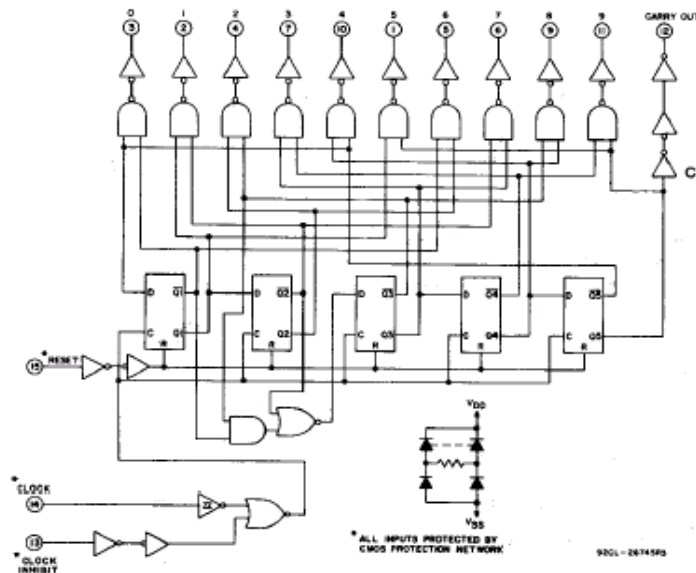 0 1 2 3 4 5 6 7 8 9 CARRY OUT
3 2 4 7 10 1 5 6 9 11 12
C
D Q1 D Q2 D Q3 D Q4 D Q5
C Q1 C Q2 C Q3 C Q4 C Q5
R R R R R
* RESET
15
VDD
* CLOCK
14
13
* CLOCK INHIBIT
VSS
* ALL INPUTS PROTECTED BY
CMOS PROTECTION NETWORK
92CL-26745R5